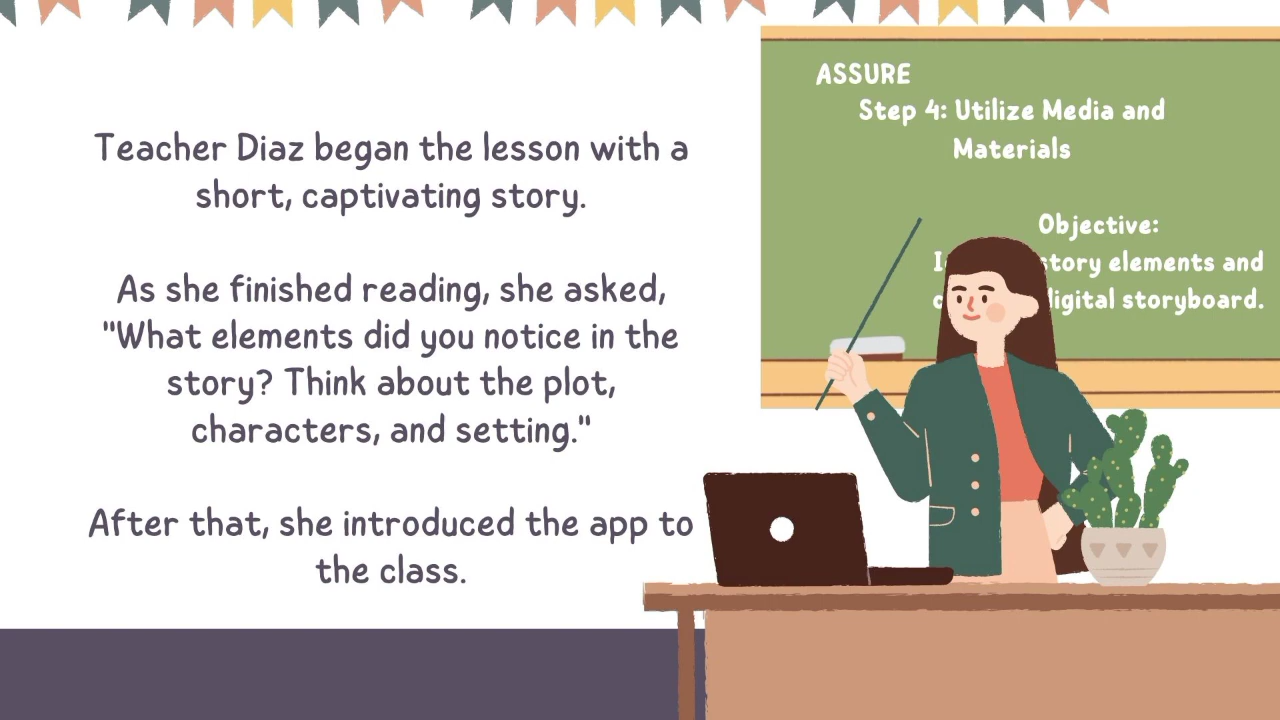 Teacher Diaz began the lesson with a
short, captivating story.
As she finished reading, she asked,
"What elements did you notice in the
story? Think about the plot,
characters, and setting."
After that, she introduced the app to
the class.
ASSURE
Step 4: Utilize Media and
Materials
Objective:
story elements and
digital storyboard.